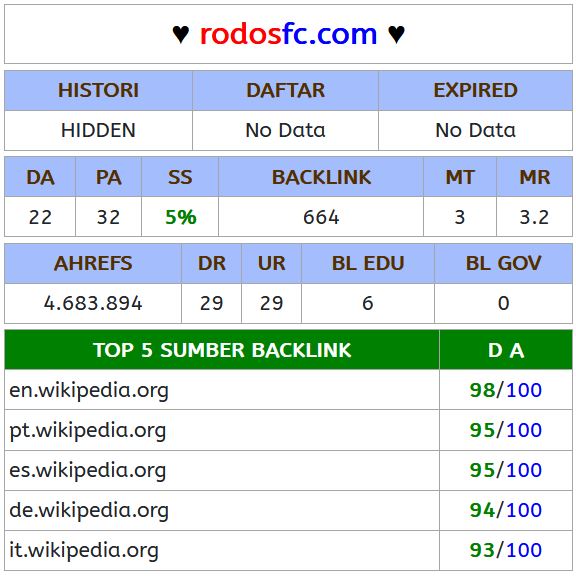 ♥ rodosfc.com ♥
HISTORI DAFTAR EXPIRED
HIDDEN No Data No Data
DA PA SS BACKLINK MT MR
22 32 5% 664 3 3.2
AHREFS DR UR BL EDU BL GOV
4.683.894 29 29 6 0
TOP 5 SUMBER BACKLINK D A
en.wikipedia.org 98/100
pt.wikipedia.org 95/100
es.wikipedia.org 95/100
de.wikipedia.org 94/100
it.wikipedia.org 93/100